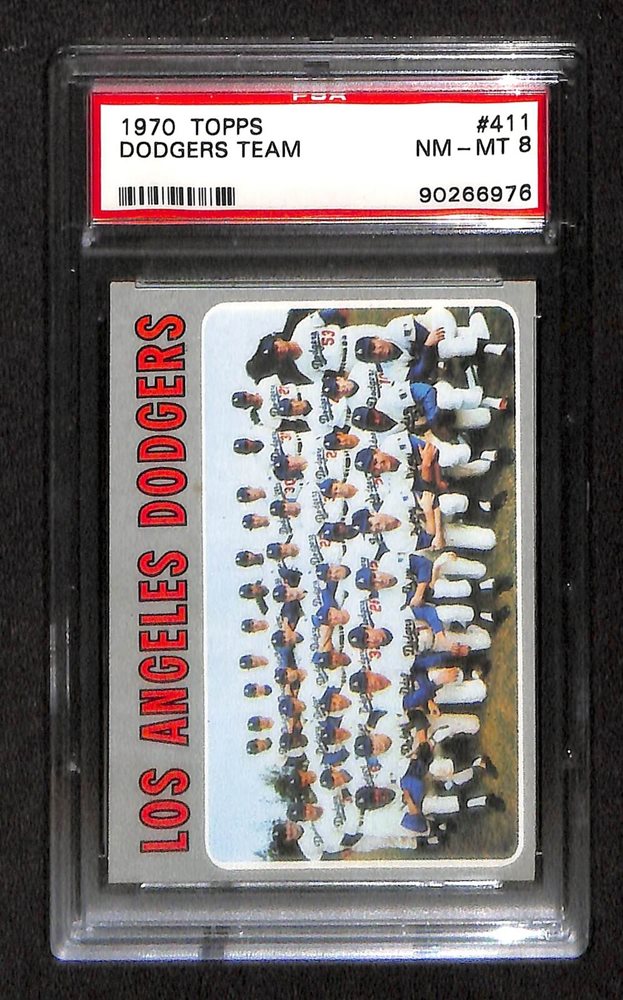 PSA
1970 TOPPS #411
DODGERS TEAM NM-MT 8
90266976
LOS ANGELES DODGERS